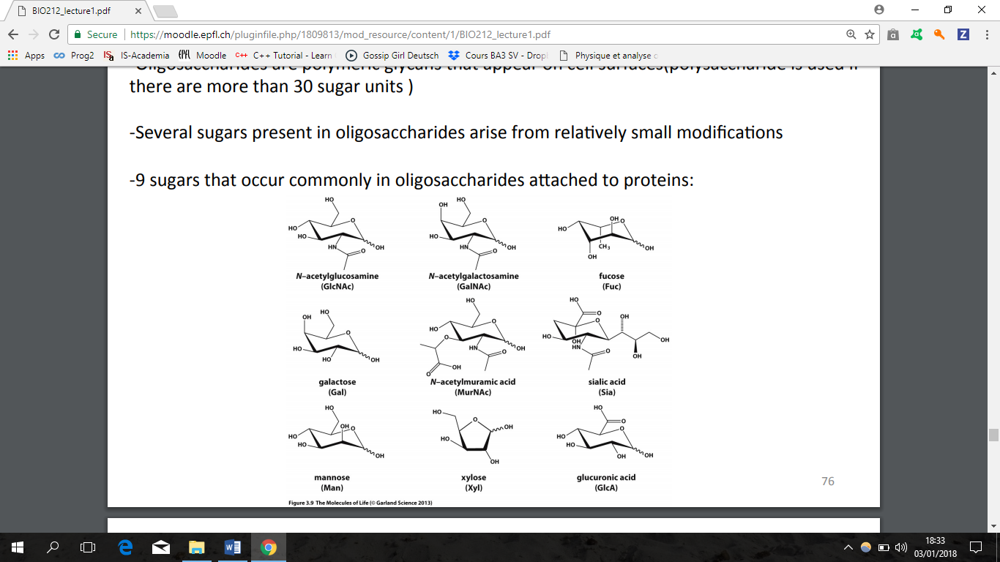 BIO212_lecture1.pdf
Secure | https://moodle.epfl.ch/pluginfile.php/1809813/mod_resource/content/1/BIO212_lecture1.pdf
Apps Prog2 IS-Academia Moodle C++ Tutorial - Learn Gossip Girl Deutsch Cours BA3 SV - Drop Physique et analyse
-Oligosaccharides are polymeric glycans that appear on cell surfaces(polysaccharide is used if
there are more than 30 sugar units )
-Several sugars present in oligosaccharides arise from relatively small modifications
-9 sugars that occur commonly in oligosaccharides attached to proteins:
HO O HO HO HN OH O
OH HO O HO HN OH O
OH O HO CH3 OH OH
N-acetylglucosamine N-acetylgalactosamine fucose
(GlcNAc) (GalNAc) (Fuc)
OH HO O HO HO OH
HO O HO O HN OH O OH O
HO O O OH HO OH HN O OH OH
galactose N-acetylmuramic acid sialic acid
(Gal) (MurNAc) (Sia)
HO OH O HO HO OH
HO O OH HO OH
HO O O HO HO OH OH
mannose xylose glucuronic acid
(Man) (Xyl) (GlcA)
76
Figure 3.9 The Molecules of Life (© Garland Science 2013)
18:33
03/01/2018